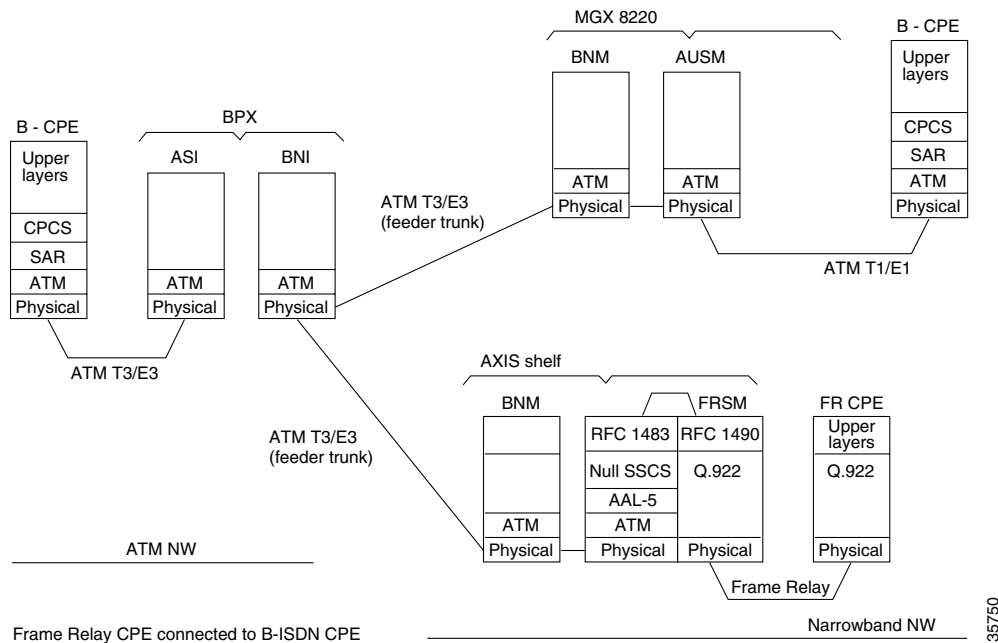 MGX 8220
BNM
AUSM
B - CPE
Upper
layers
CPCS
SAR
ATM
Physical
ATM
Physical
ATM
Physical
ATM T1/E1
B - CPE
Upper
layers
CPCS
SAR
ATM
Physical
BPX
ASI
BNI
ATM
Physical
ATM
Physical
ATM T3/E3
ATM T3/E3
(feeder trunk)
ATM T3/E3
(feeder trunk)
AXIS shelf
BNM
FRSM
FR CPE
ATM
Physical
RFC 1483
Null SSCS
AAL-5
ATM
Physical
RFC 1490
Q.922
Physical
Upper
layers
Q.922
Physical
Frame Relay
ATM NW
Frame Relay CPE connected to B-ISDN CPE
Narrowband NW
35750